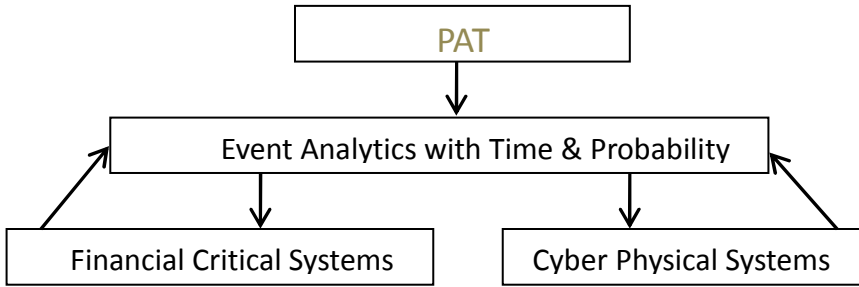 PAT
Event Analytics with Time & Probability
Financial Critical Systems
Cyber Physical Systems